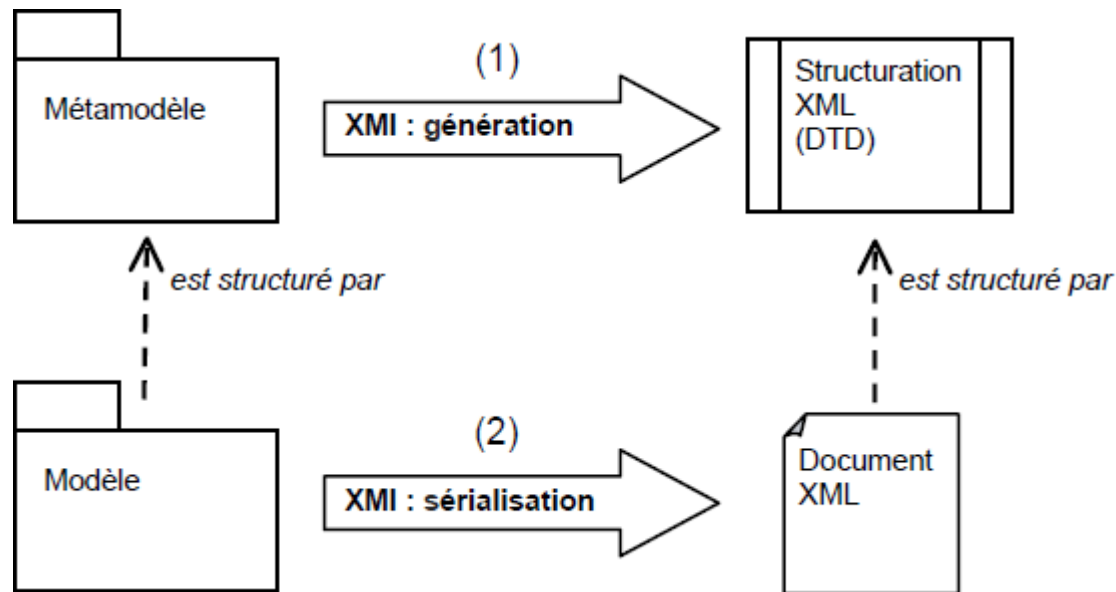 (1)
Métamodèle
XMI : génération
Structuration
XML
(DTD)
est structuré par
est structuré par
(2)
Modèle
XMI : sérialisation
Document
XML